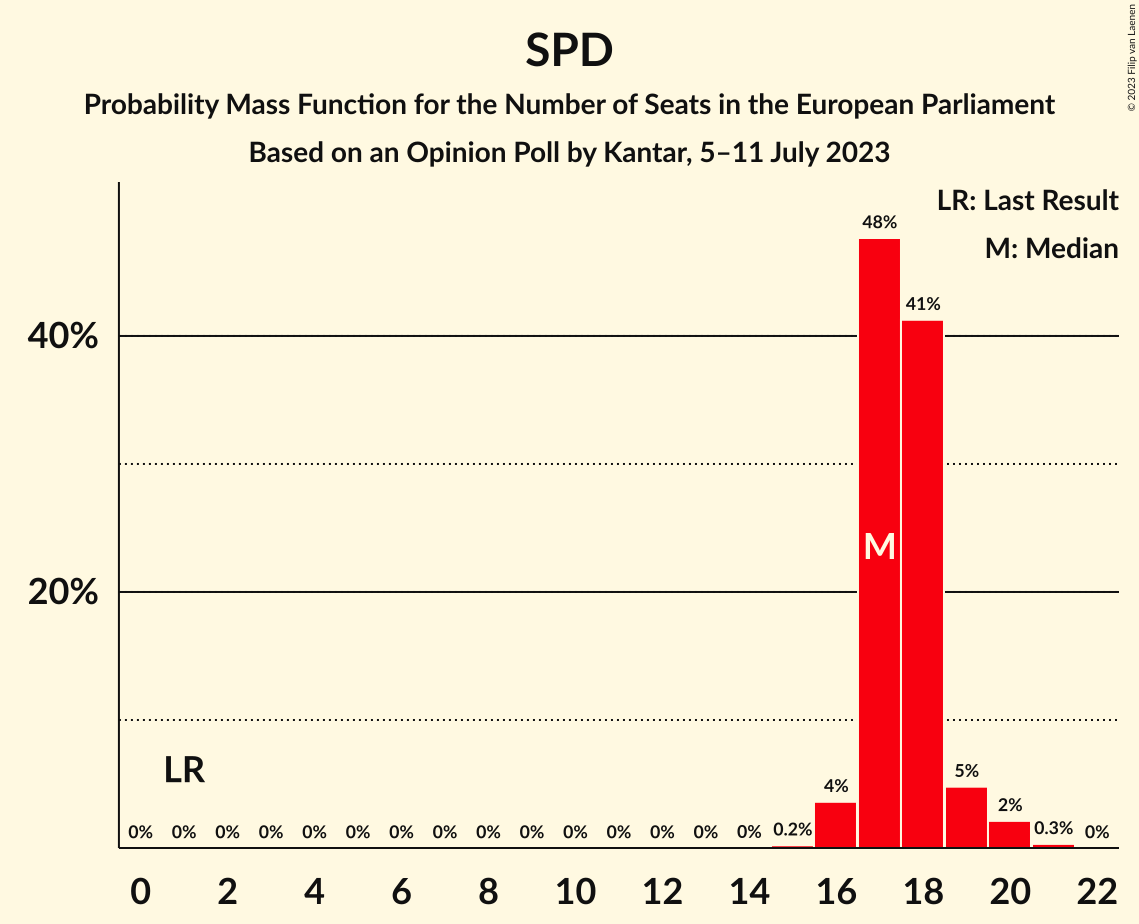 SPD
Probability Mass Function for the Number of Seats in the European Parliament
Based on an Opinion Poll by Kantar, 5–11 July 2023
© 2023 Filip van Laenen
LR: Last Result
M: Median
48%
41%
40%
M
20%
LR
0% 0% 0% 0% 0% 0% 0% 0% 0% 0% 0% 0% 0% 0% 0% 0.2% 4% 5% 2% 0.3% 0%
0 2 4 6 8 10 12 14 16 18 20 22